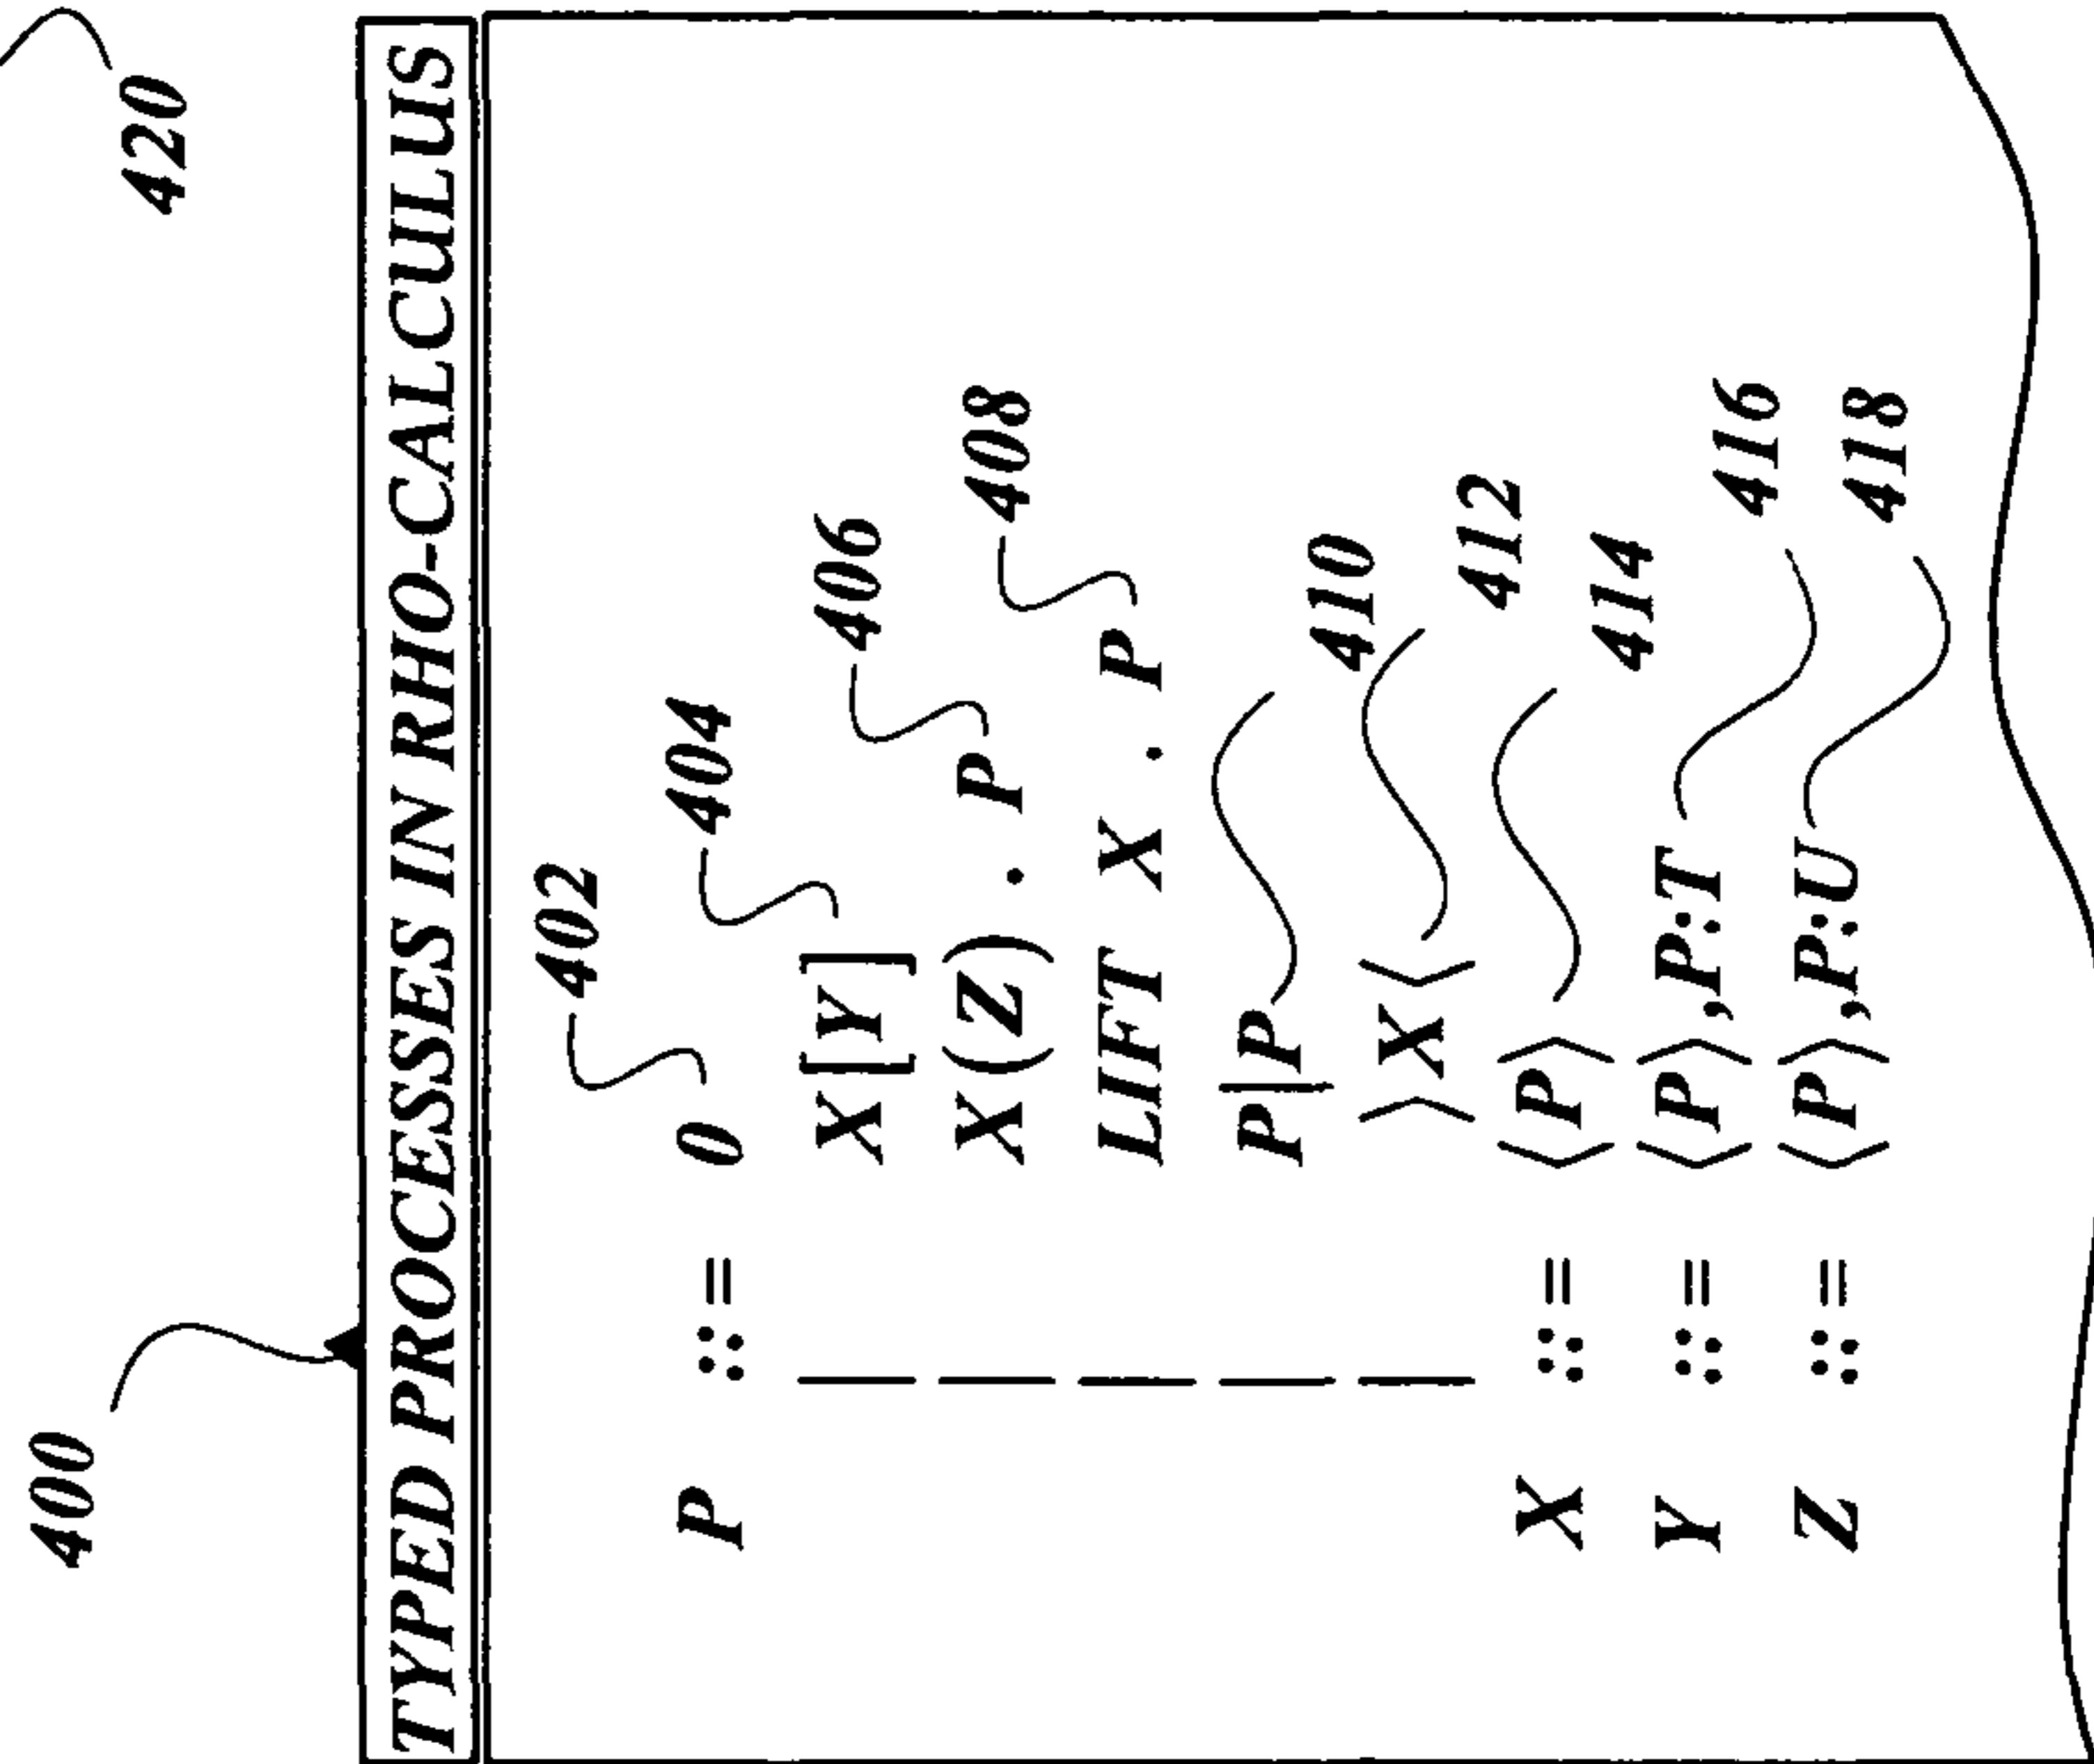 400
420
TYPED PROCESSES IN RHO-CALCULUS
402
P ::= 0
404
| X[Y]
406
| X(Z) . P
408
| LIFT X . P
| P|P
410
| ⟩X⟨
412
X ::= ⟨P⟩
414
Y ::= ⟨P⟩,P:T
416
Z ::= ⟨P⟩,P:U
418